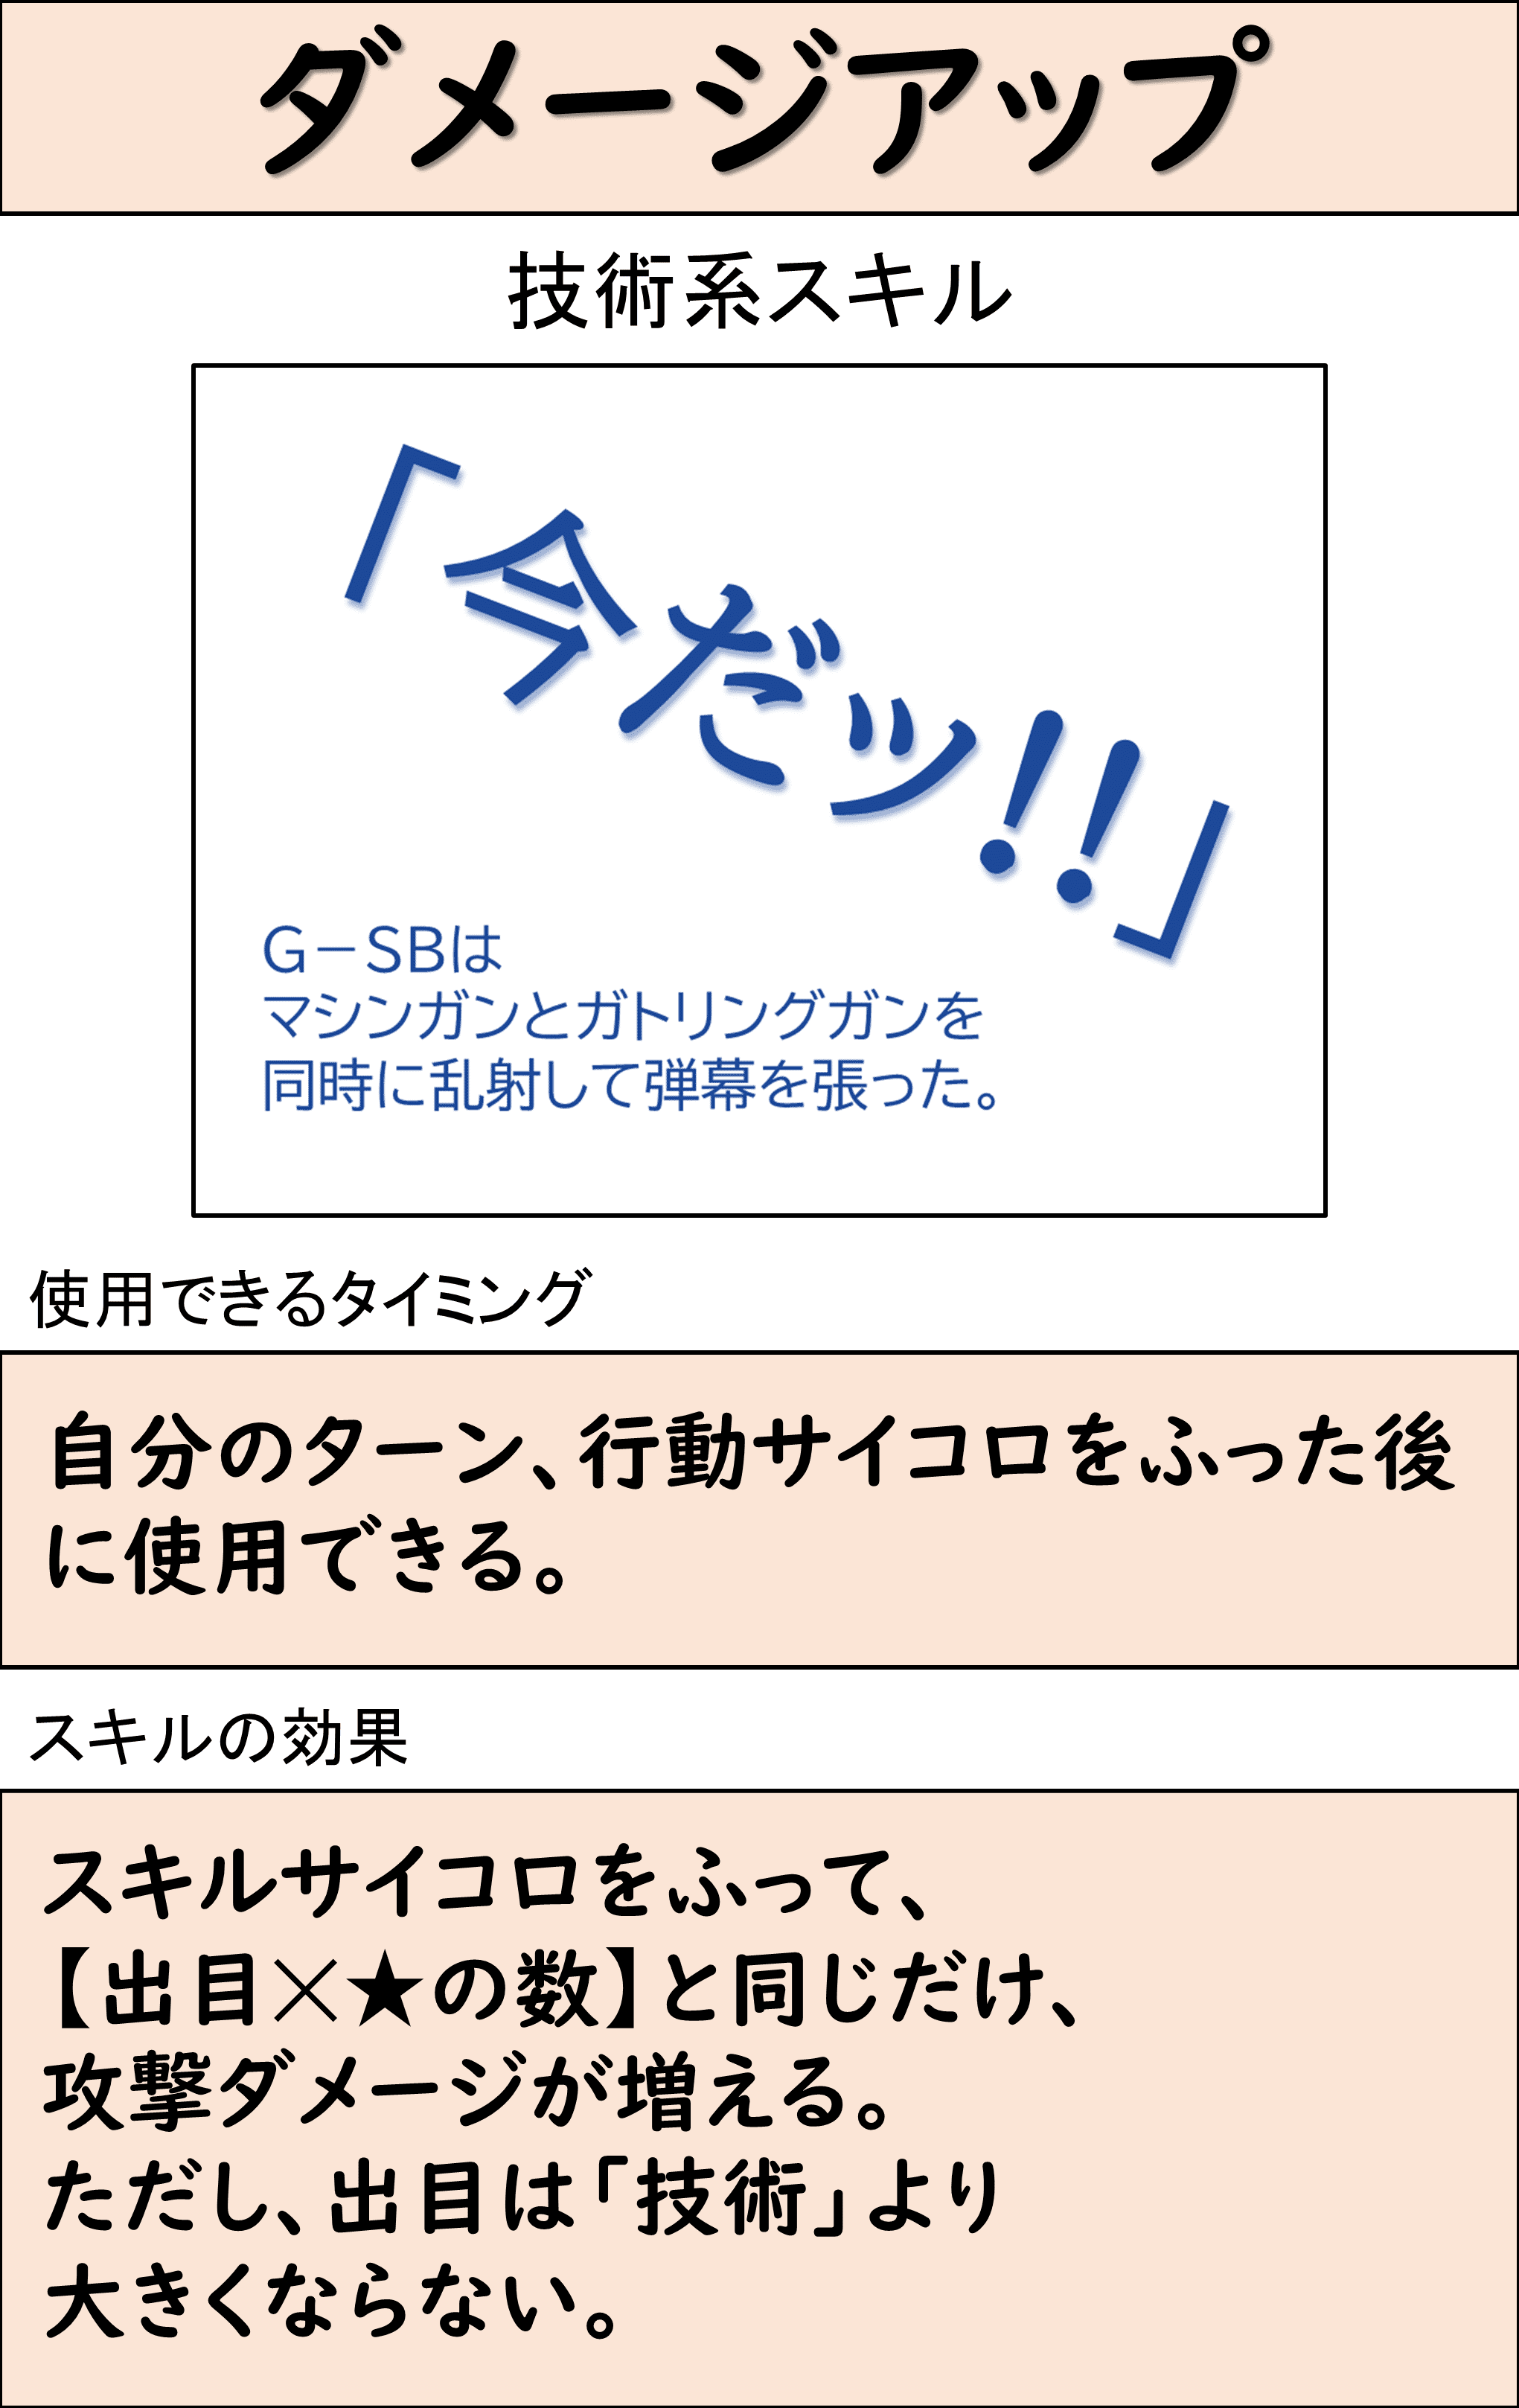 ダメージアップ
技術系スキル
「今だッ!!」
G－SBは
マシンガンとガトリングガンを
同時に乱射して弾幕を張った。
使用できるタイミング
自分のターン、行動サイコロをふった後
に使用できる。
スキルの効果
スキルサイコロをふって、
【出目×★の数】と同じだけ、
攻撃ダメージが増える。
ただし、出目は「技術」より
大きくならない。